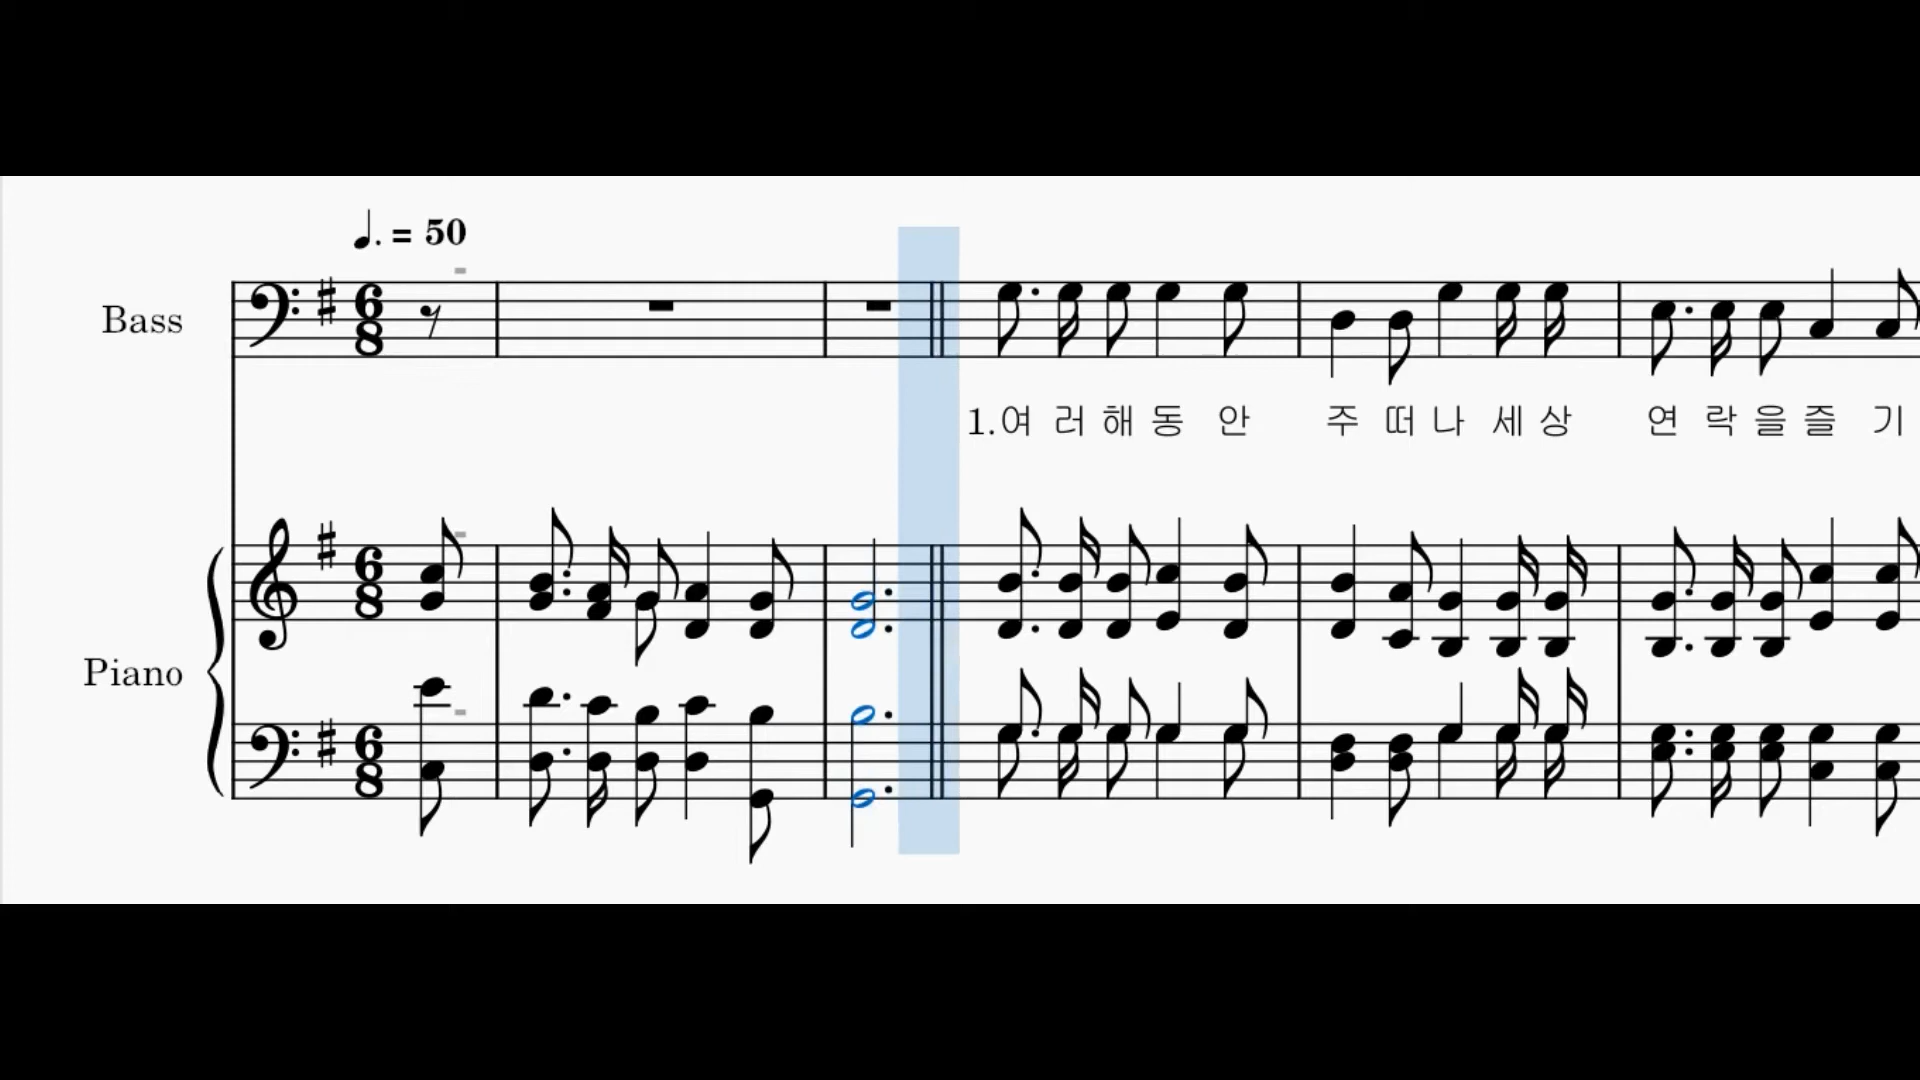 ♩. = 50
Bass
1.여 러 해 동 안 주 떠 나 세 상 연 락 을 즐 기
Piano